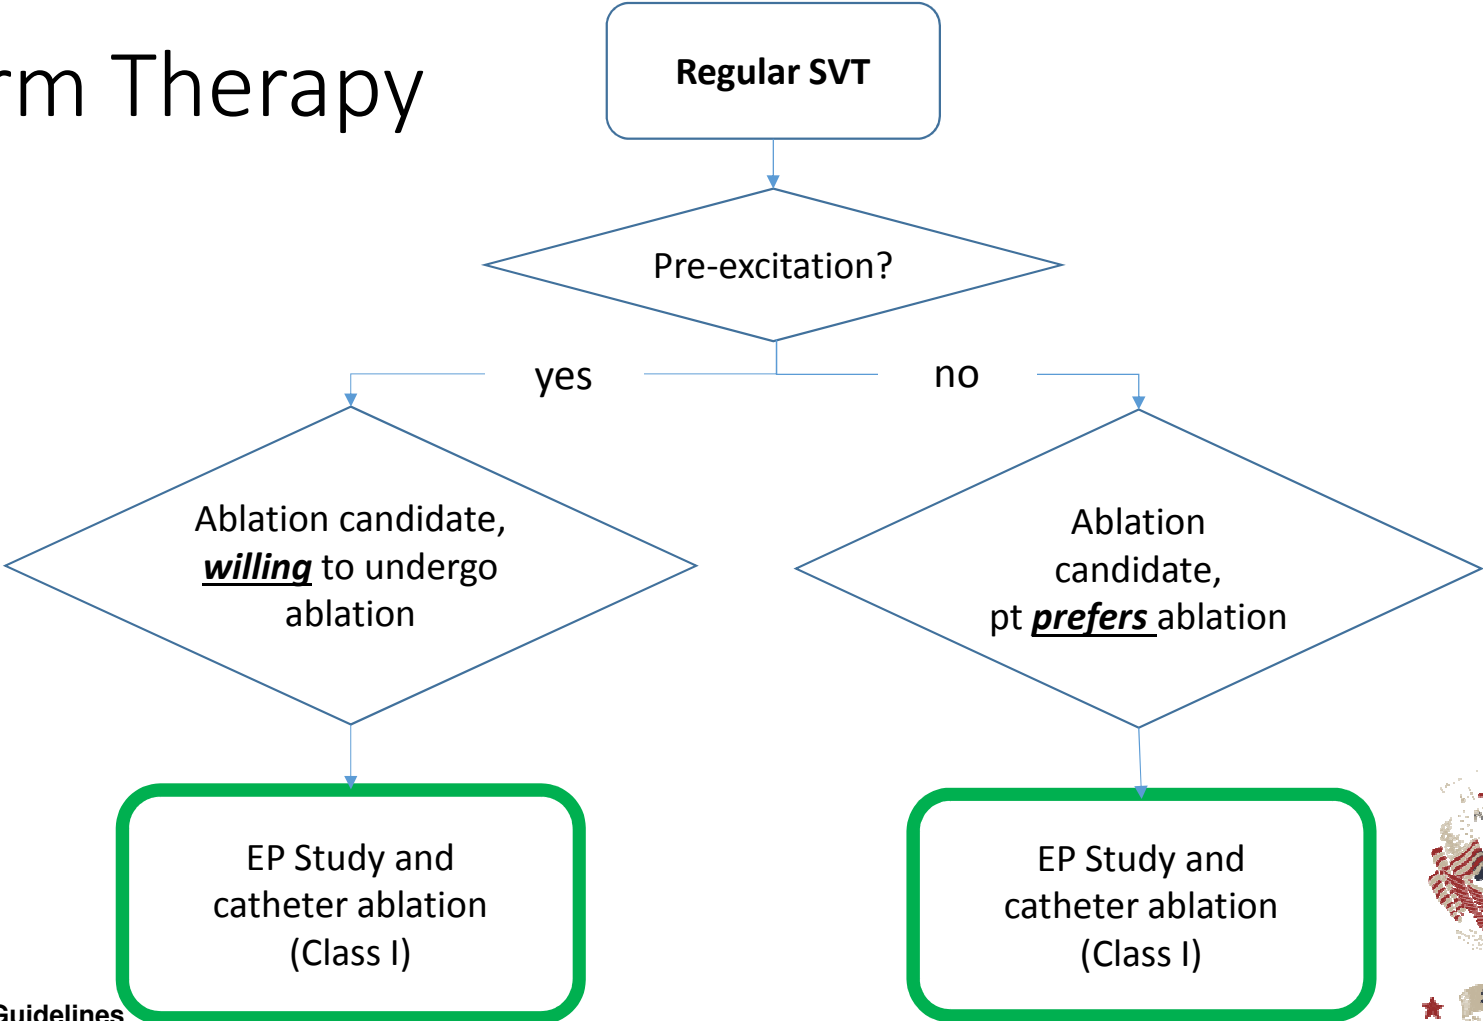 rm Therapy
Regular SVT
Pre-excitation?
yes
no
Ablation candidate,
willing to undergo
ablation
Ablation
candidate,
pt prefers ablation
EP Study and
catheter ablation
(Class I)
EP Study and
catheter ablation
(Class I)
Guidelines